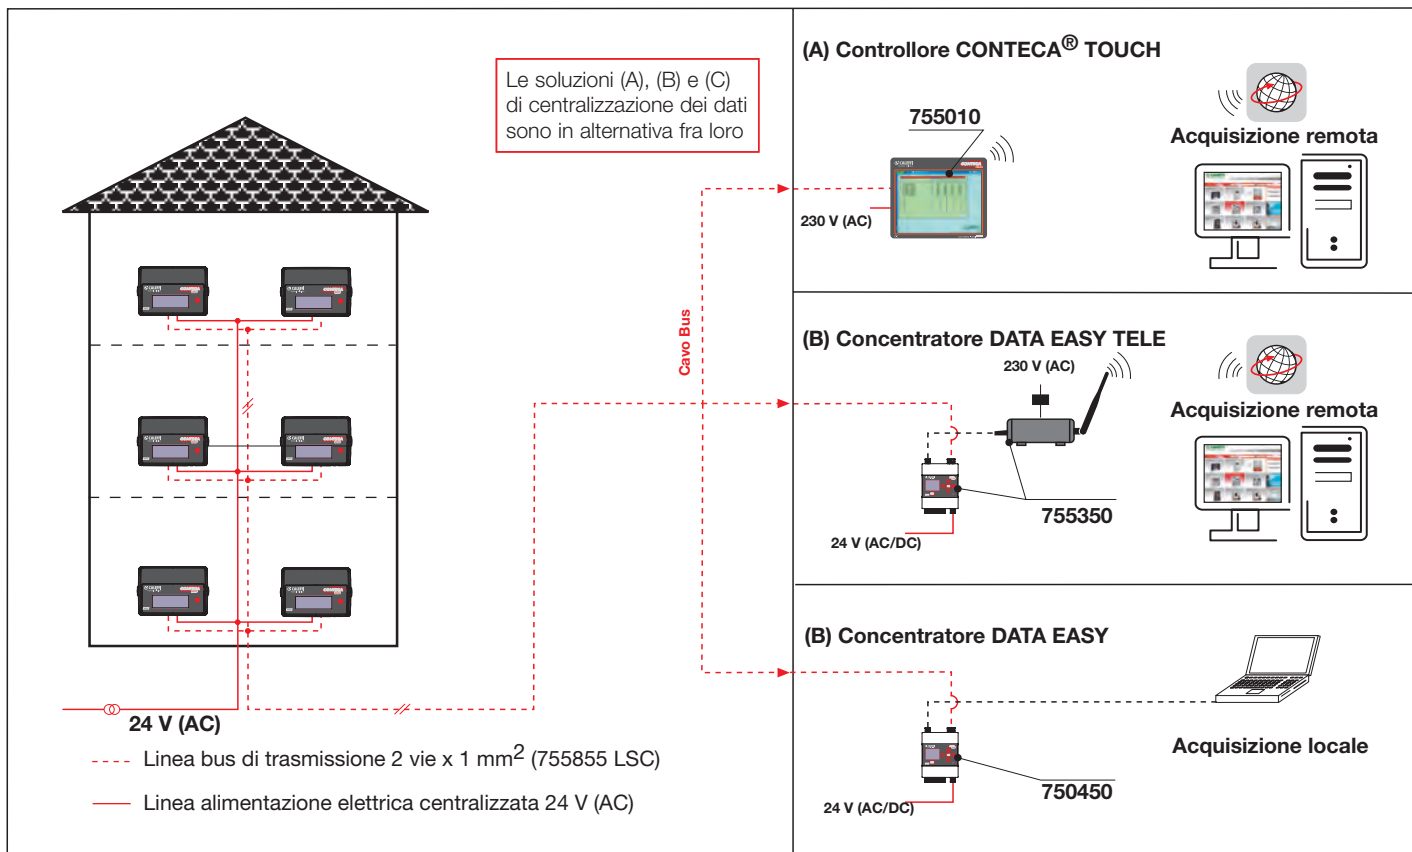 Le soluzioni (A), (B) e (C)
di centralizzazione dei dati
sono in alternativa fra loro
24 V (AC)
Linea bus di trasmissione 2 vie x 1 mm² (755855 LSC)
Linea alimentazione elettrica centralizzata 24 V (AC)
Cavo Bus
(A) Controllore CONTECA® TOUCH
755010
230 V (AC)
Acquisizione remota
(B) Concentratore DATA EASY TELE
230 V (AC)
755350
24 V (AC/DC)
Acquisizione remota
(B) Concentratore DATA EASY
750450
24 V (AC/DC)
Acquisizione locale